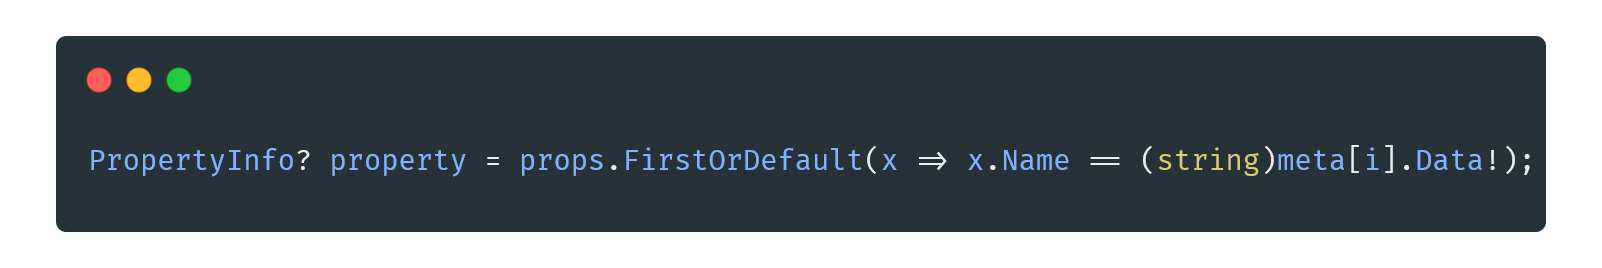 PropertyInfo? property = props.FirstOrDefault(x => x.Name == (string)meta[i].Data!);